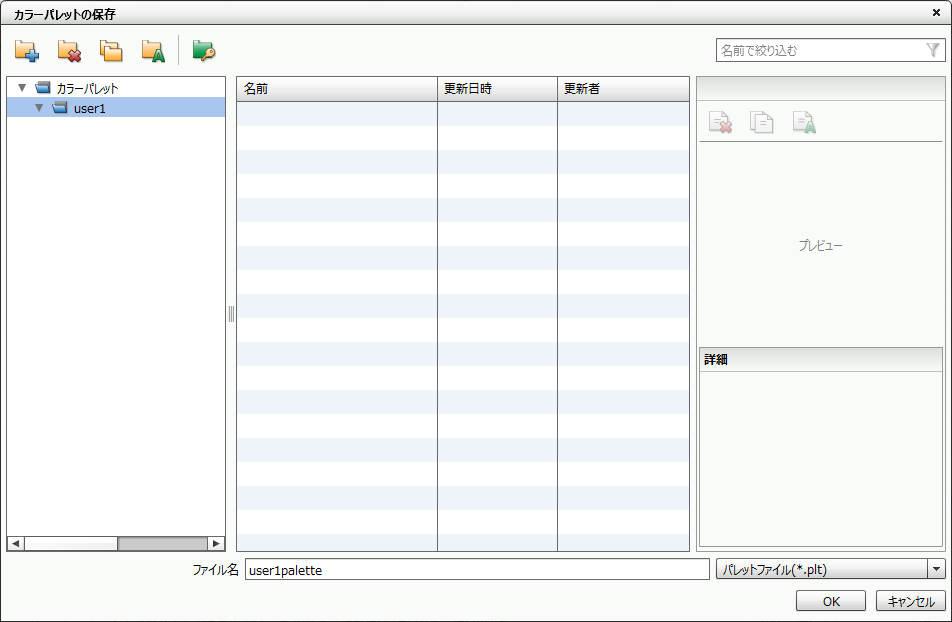 カラーパレットの保存
名前で絞り込む
カラーパレット
user1
名前 更新日時 更新者
プレビュー
詳細
ファイル名 user1palette パレットファイル(*.plt)
OK キャンセル